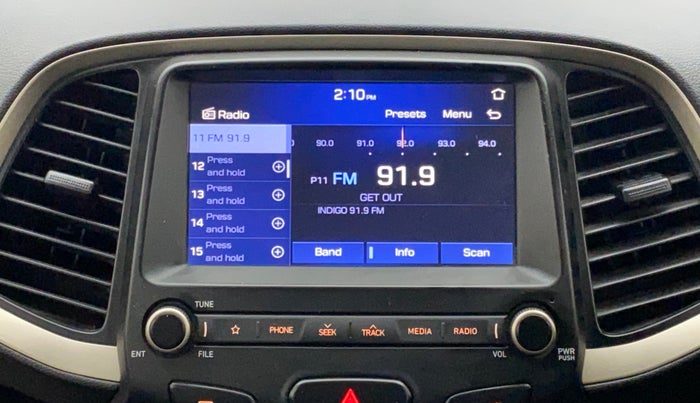 2:10 PM
Radio
Presets Menu
11 FM 91.9
90.0 91.0 92.0 93.0 94.0
12 Press and hold
13 Press and hold
14 Press and hold
15 Press and hold
P11 FM 91.9
GET OUT
INDIGO 91.9 FM
Band Info Scan
TUNE
PHONE SEEK TRACK MEDIA RADIO
ENT FILE VOL PWR PUSH